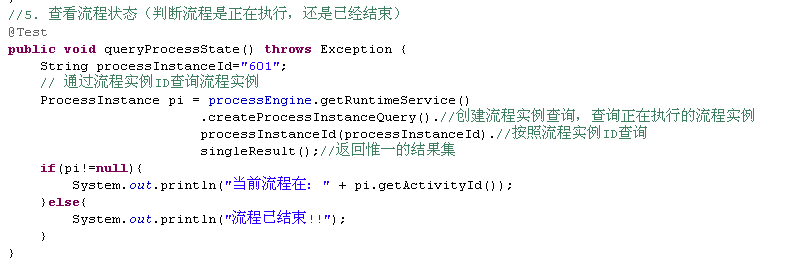 //5. 查看流程状态（判断流程是正在执行，还是已经结束）
@Test
public void queryProcessState() throws Exception {
    String processInstanceId="601";
    // 通过流程实例ID查询流程实例
    ProcessInstance pi = processEngine.getRuntimeService()
                        .createProcessInstanceQuery().//创建流程实例查询，查询正在执行的流程实例
                        processInstanceId(processInstanceId).//按照流程实例ID查询
                        singleResult();//返回惟一的结果集
    if(pi!=null){
        System.out.println("当前流程在：" + pi.getActivityId());
    }else{
        System.out.println("流程已结束!!");
    }
}